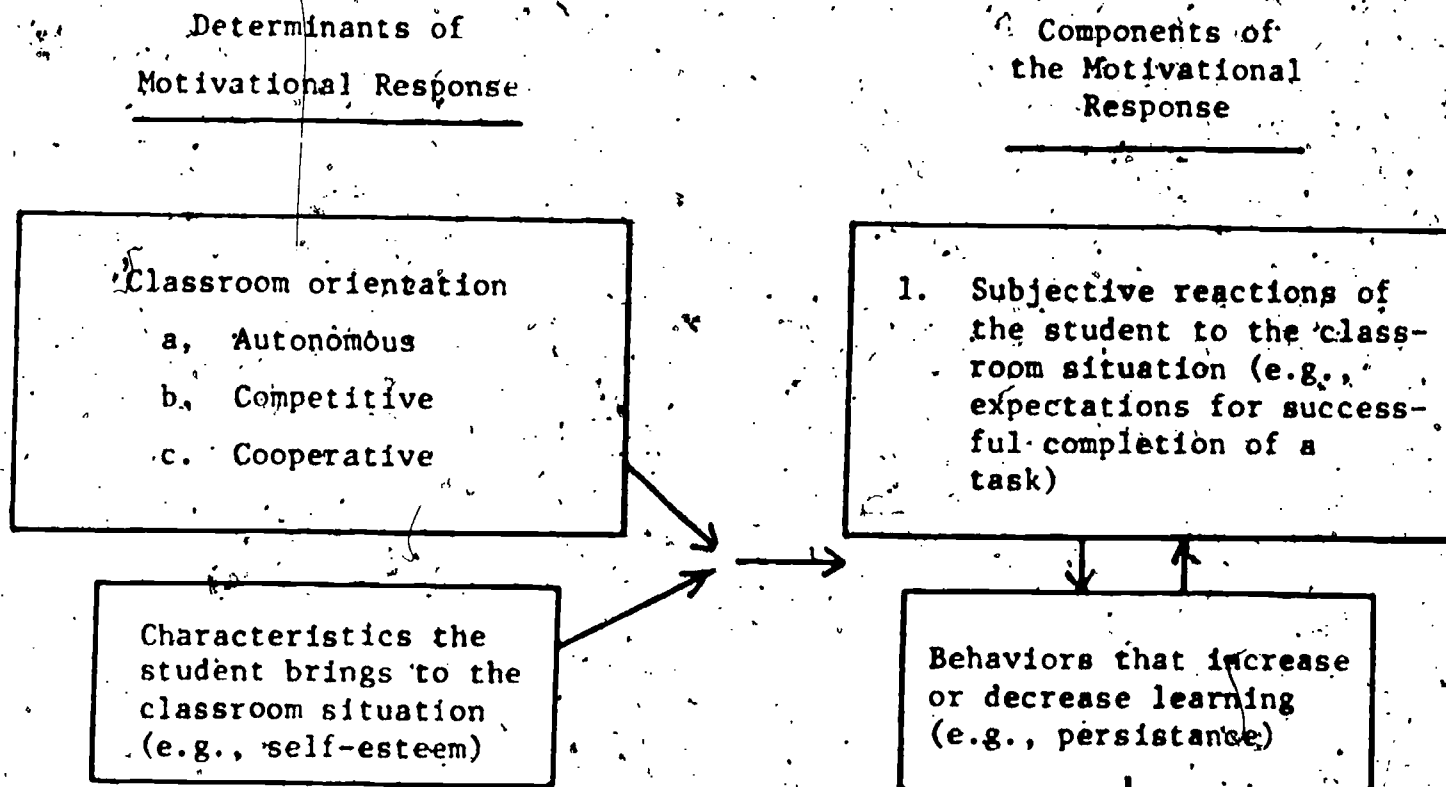 Determinants of
Motivational Response
Components of
the Motivational
Response
Classroom orientation
a, Autonomous
b. Competitive
c. Cooperative
1. Subjective reactions of
the student to the class-
room situation (e.g.,
expectations for success-
ful completion of a
task)
Characteristics the
student brings to the
classroom situation
(e.g., self-esteem)
Behaviors that increase
or decrease learning
(e.g., persistance)